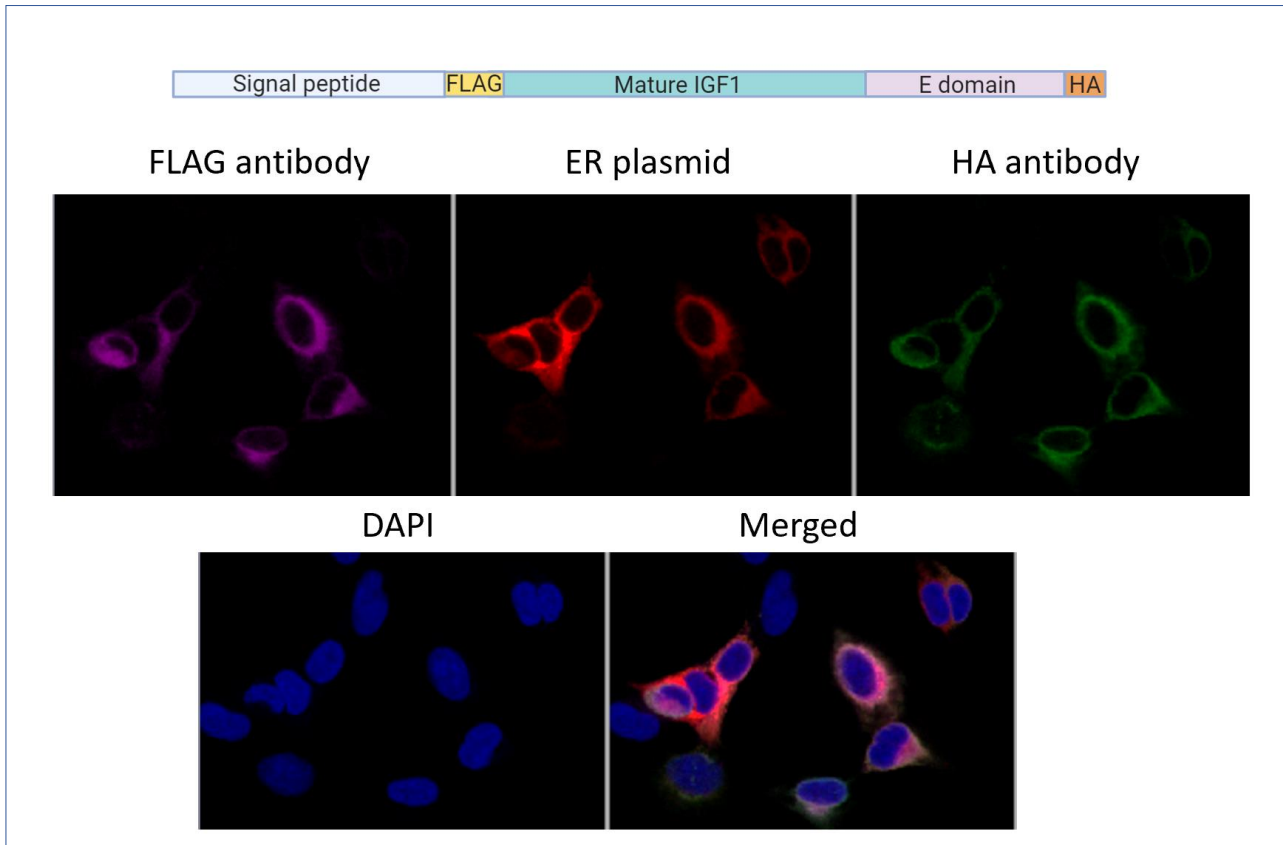 Signal peptide FLAG Mature IGF1 E domain HA
FLAG antibody ER plasmid HA antibody
DAPI Merged